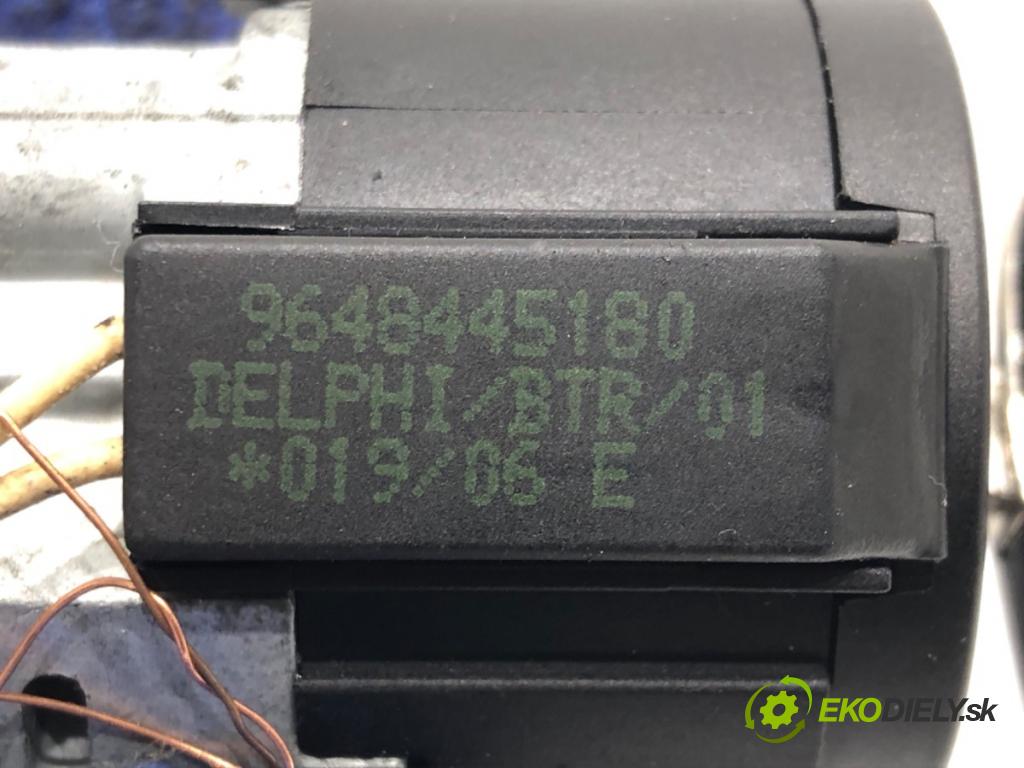 9648445180
DELPHI/BTR/01
*019/06 E
EKODIELY.sk